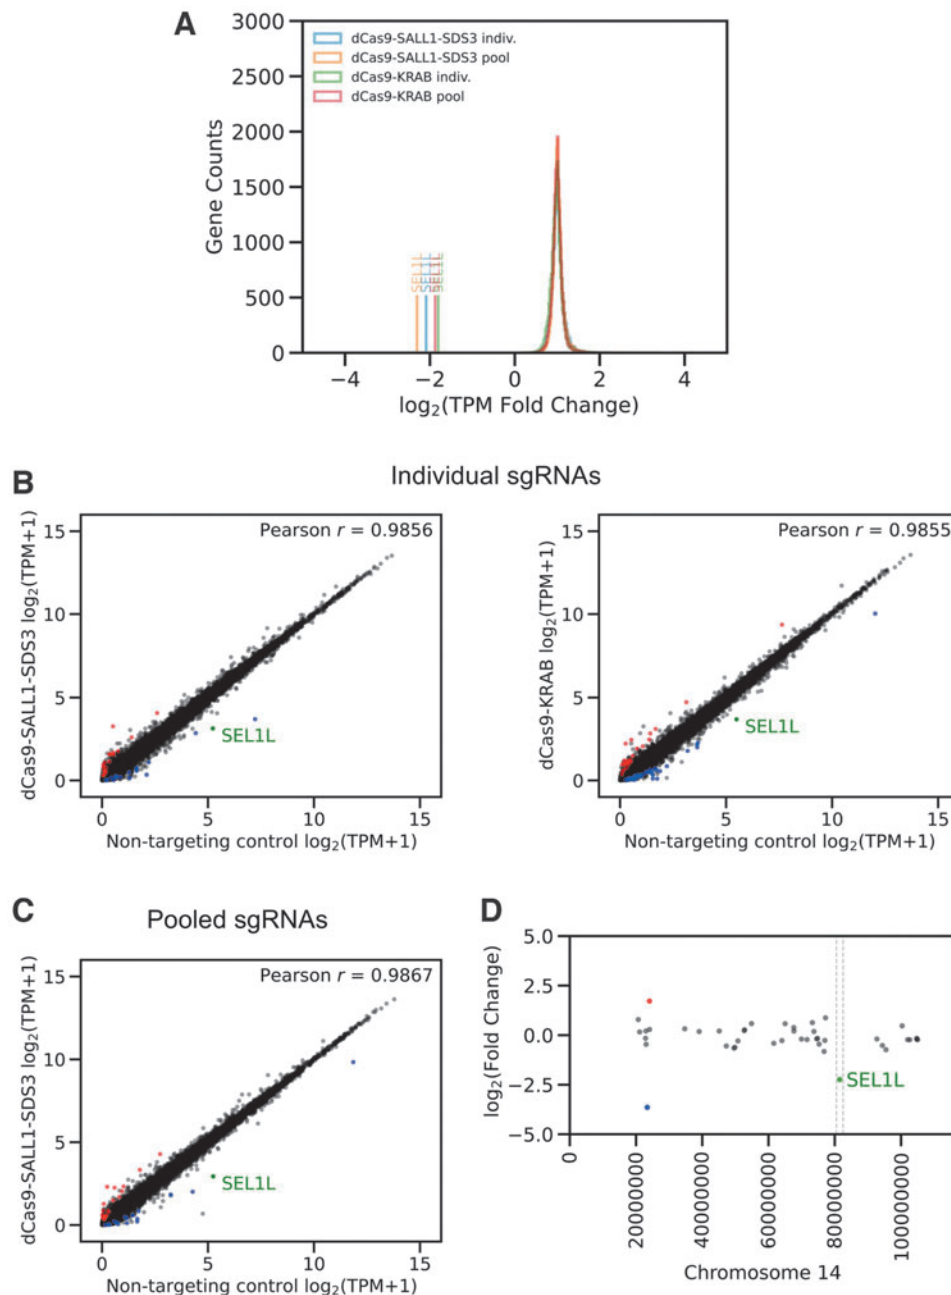 A
3000
2500
2000
1500
1000
500
0
Gene Counts
dCas9-SALL1-SDS3 indiv.
dCas9-SALL1-SDS3 pool
dCas9-KRAB indiv.
dCas9-KRAB pool
SEL1L
SEL1L
SEL1L
SEL1L
−4 −2 0 2 4
log2(TPM Fold Change)
B
Individual sgRNAs
dCas9-SALL1-SDS3 log2(TPM+1)
15
10
5
0
Pearson r = 0.9856
SEL1L
0 5 10 15
Non-targeting control log2(TPM+1)
dCas9-KRAB log2(TPM+1)
15
10
5
0
Pearson r = 0.9855
SEL1L
0 5 10 15
Non-targeting control log2(TPM+1)
C
Pooled sgRNAs
dCas9-SALL1-SDS3 log2(TPM+1)
15
10
5
0
Pearson r = 0.9867
SEL1L
0 5 10 15
Non-targeting control log2(TPM+1)
D
log2(Fold Change)
5.0
2.5
0.0
−2.5
−5.0
SEL1L
0
20000000
40000000
60000000
80000000
100000000
Chromosome 14